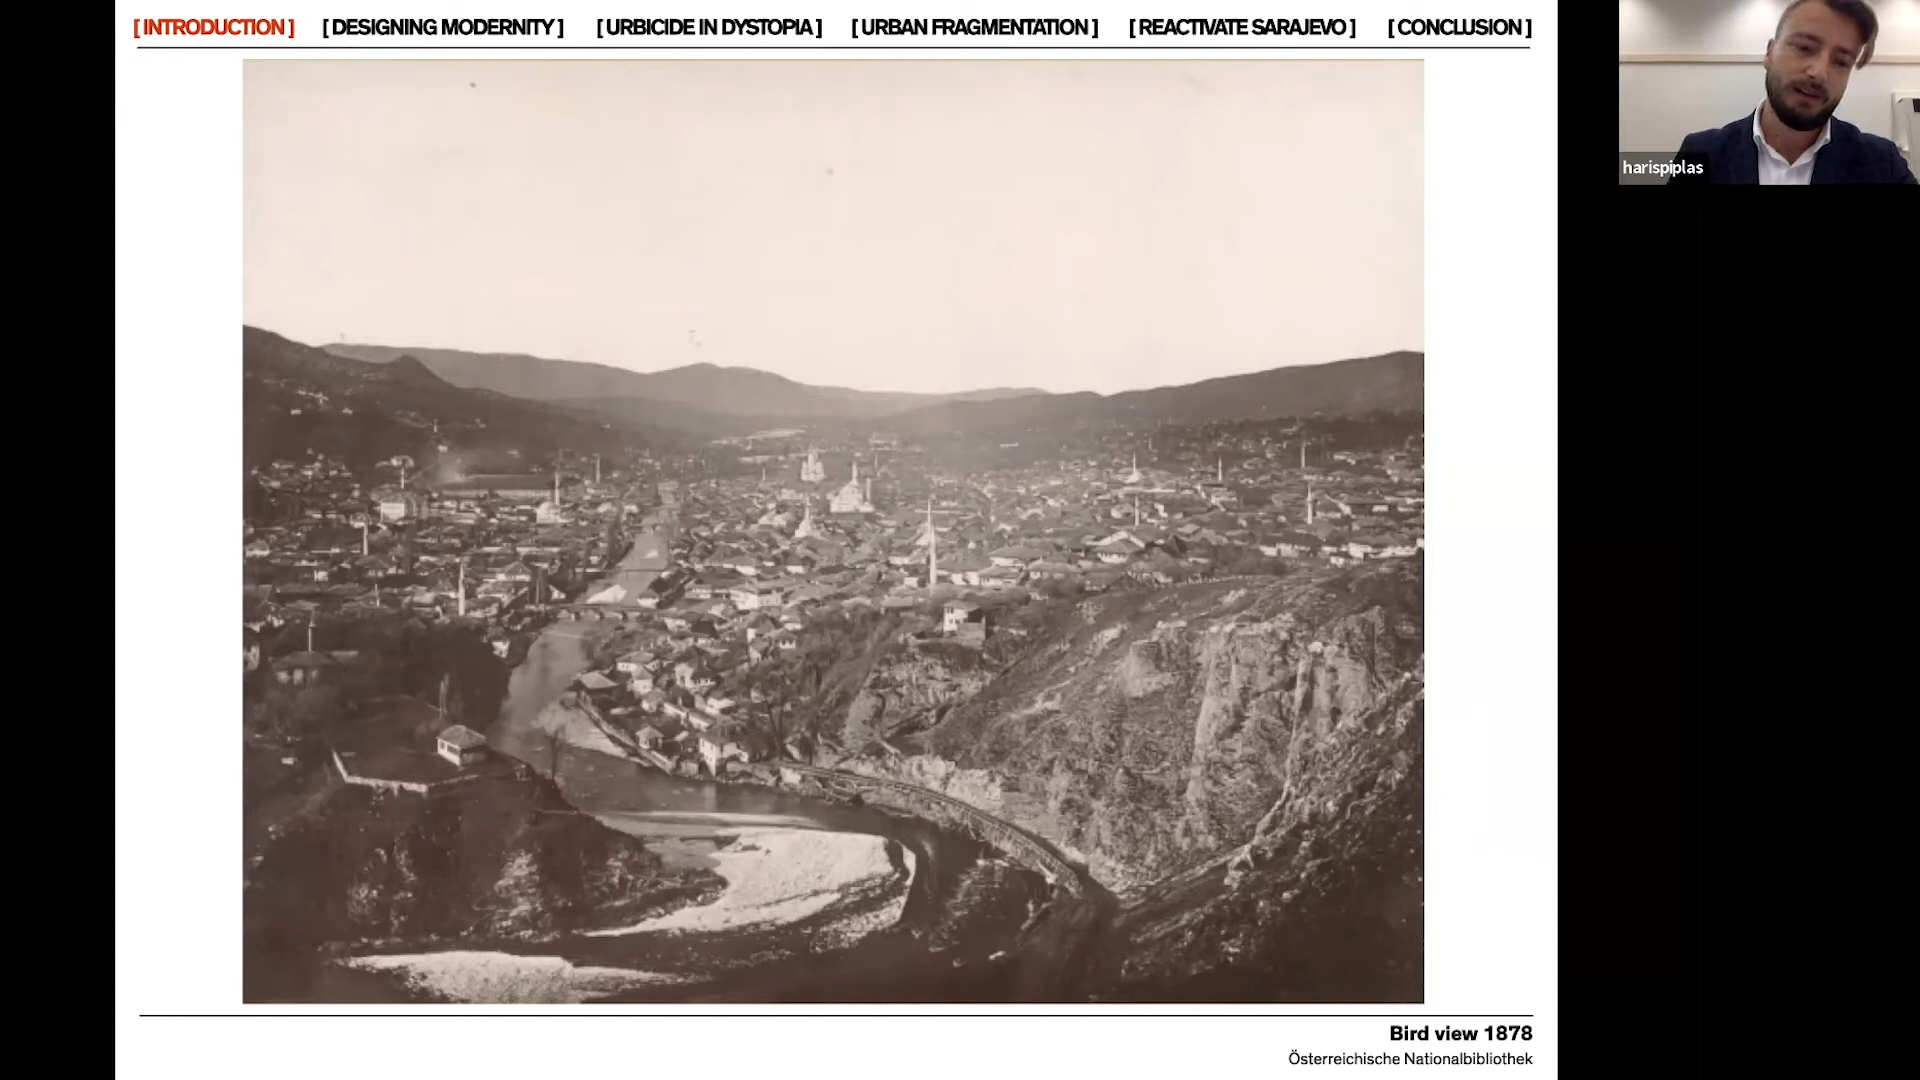 [ INTRODUCTION ] [ DESIGNING MODERNITY ] [ URBICIDE IN DYSTOPIA ] [ URBAN FRAGMENTATION ] [ REACTIVATE SARAJEVO ] [ CONCLUSION ]
harispiplas
Bird view 1878
Österreichische Nationalbibliothek